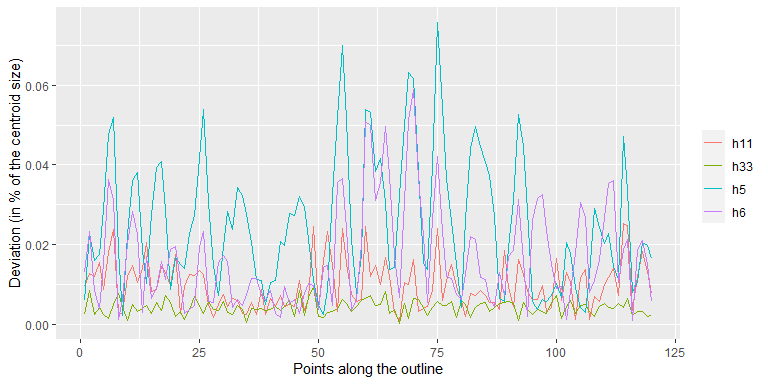 Deviation (in % of the centroid size)
0.06
0.04
0.02
0.00
0
25
50
75
100
125
Points along the outline
h11
h33
h5
h6